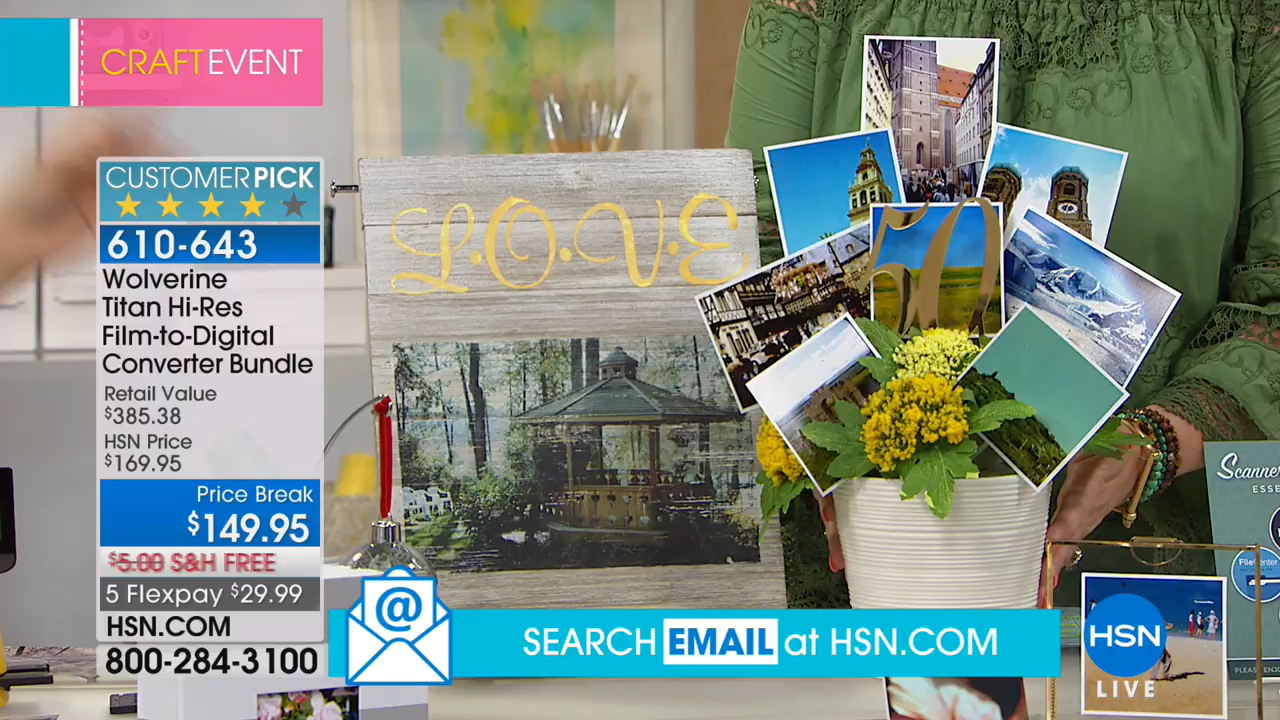 CRAFT EVENT
CUSTOMER PICK
610-643
Wolverine
Titan Hi-Res
Film-to-Digital
Converter Bundle
Retail Value
$385.38
HSN Price
$169.95
Price Break
$149.95
$5.00 S&H FREE
5 Flexpay $29.99
HSN.COM
800-284-3100
L·O·V·E
50
@
SEARCH EMAIL at HSN.COM
HSN
LIVE